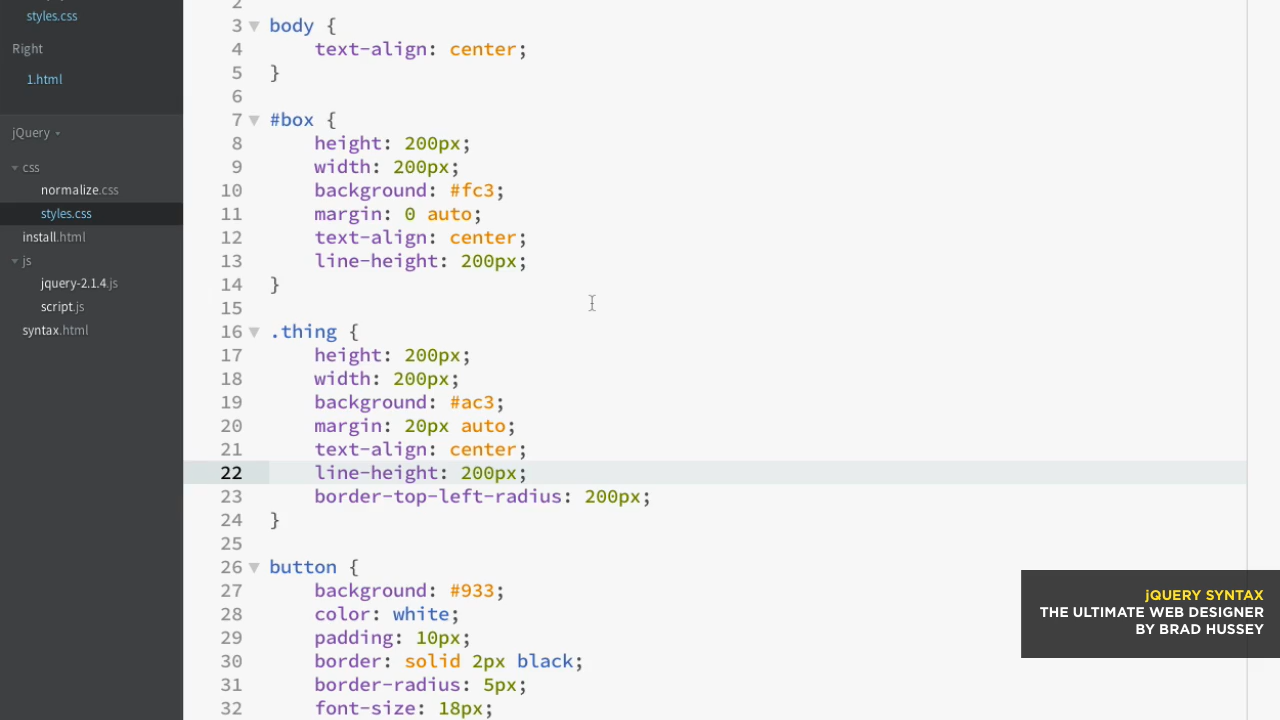 styles.css
Right
1.html
jQuery
css
normalize.css
styles.css
install.html
js
jquery-2.1.4.js
script.js
syntax.html
2
3 body {
4 text-align: center;
5 }
6
7 #box {
8 height: 200px;
9 width: 200px;
10 background: #fc3;
11 margin: 0 auto;
12 text-align: center;
13 line-height: 200px;
14 }
15
16 .thing {
17 height: 200px;
18 width: 200px;
19 background: #ac3;
20 margin: 20px auto;
21 text-align: center;
22 line-height: 200px;
23 border-top-left-radius: 200px;
24 }
25
26 button {
27 background: #933;
28 color: white;
29 padding: 10px;
30 border: solid 2px black;
31 border-radius: 5px;
32 font-size: 18px;
jQUERY SYNTAX
THE ULTIMATE WEB DESIGNER
BY BRAD HUSSEY